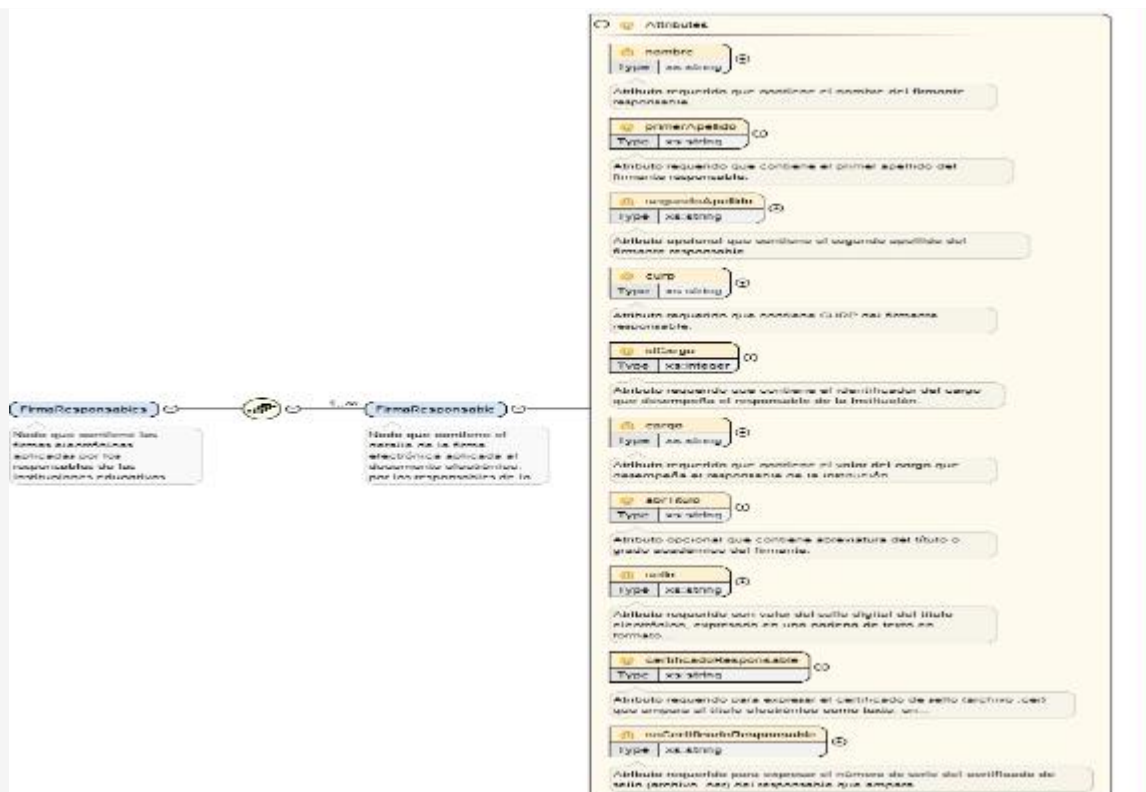 Attributes
nombre
Type xs:string
Atributo requerido que contiene el nombre del firmante
responsable.
primerApellido
Type xs:string
Atributo requerido que contiene el primer apellido del
firmante responsable.
segundoApellido
Type xs:string
Atributo opcional que contiene el segundo apellido del
firmante responsable.
curp
Type xs:string
Atributo requerido que contiene CURP del firmante
responsable.
idCargo
Type xs:integer
Atributo requerido que contiene el identificador del cargo
que desempeña el responsable de la Institución.
cargo
Type xs:string
Atributo requerido que contiene el valor del cargo que
desempeña el responsable de la institución
abrTitulo
Type xs:string
Atributo opcional que contiene abreviatura del título o
grado académico del firmante.
sello
Type xs:string
Atributo requerido con valor del sello digital del título
electrónico, expresado en una cadena de texto en
formato...
certificadoResponsable
Type xs:string
Atributo requerido para expresar el certificado de sello (archivo .cer)
que ampara el título electrónico como texto, en...
noCertificadoResponsable
Type xs:string
Atributo requerido para expresar el número de serie del certificado de
sello (archivo .cer) del responsable que ampara
FirmaResponsables
Nodo que contiene las
firmas electrónicas
aplicadas por los
responsables de las
instituciones educativas
1..∞
FirmaResponsable
Nodo que contiene el
detalle de la firma
electrónica aplicada al
documento electrónico,
por los responsables de la